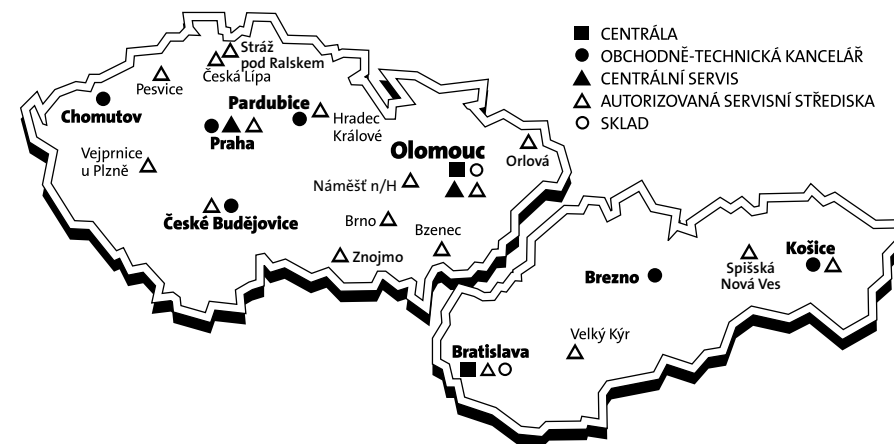 CENTRÁLA
OBCHODNĚ-TECHNICKÁ KANCELÁŘ
CENTRÁLNÍ SERVIS
AUTORIZOVANÁ SERVISNÍ STŘEDISKA
SKLAD
Stráž
pod Ralskem
Česká Lípa
Pesvice
Chomutov
Pardubice
Hradec
Králové
Praha
Vejprnice
u Plzně
Olomouc
Orlová
Náměšť n/H
České Budějovice
Brno
Bzenec
Znojmo
Košice
Brezno
Spišská
Nová Ves
Velký Kýr
Bratislava